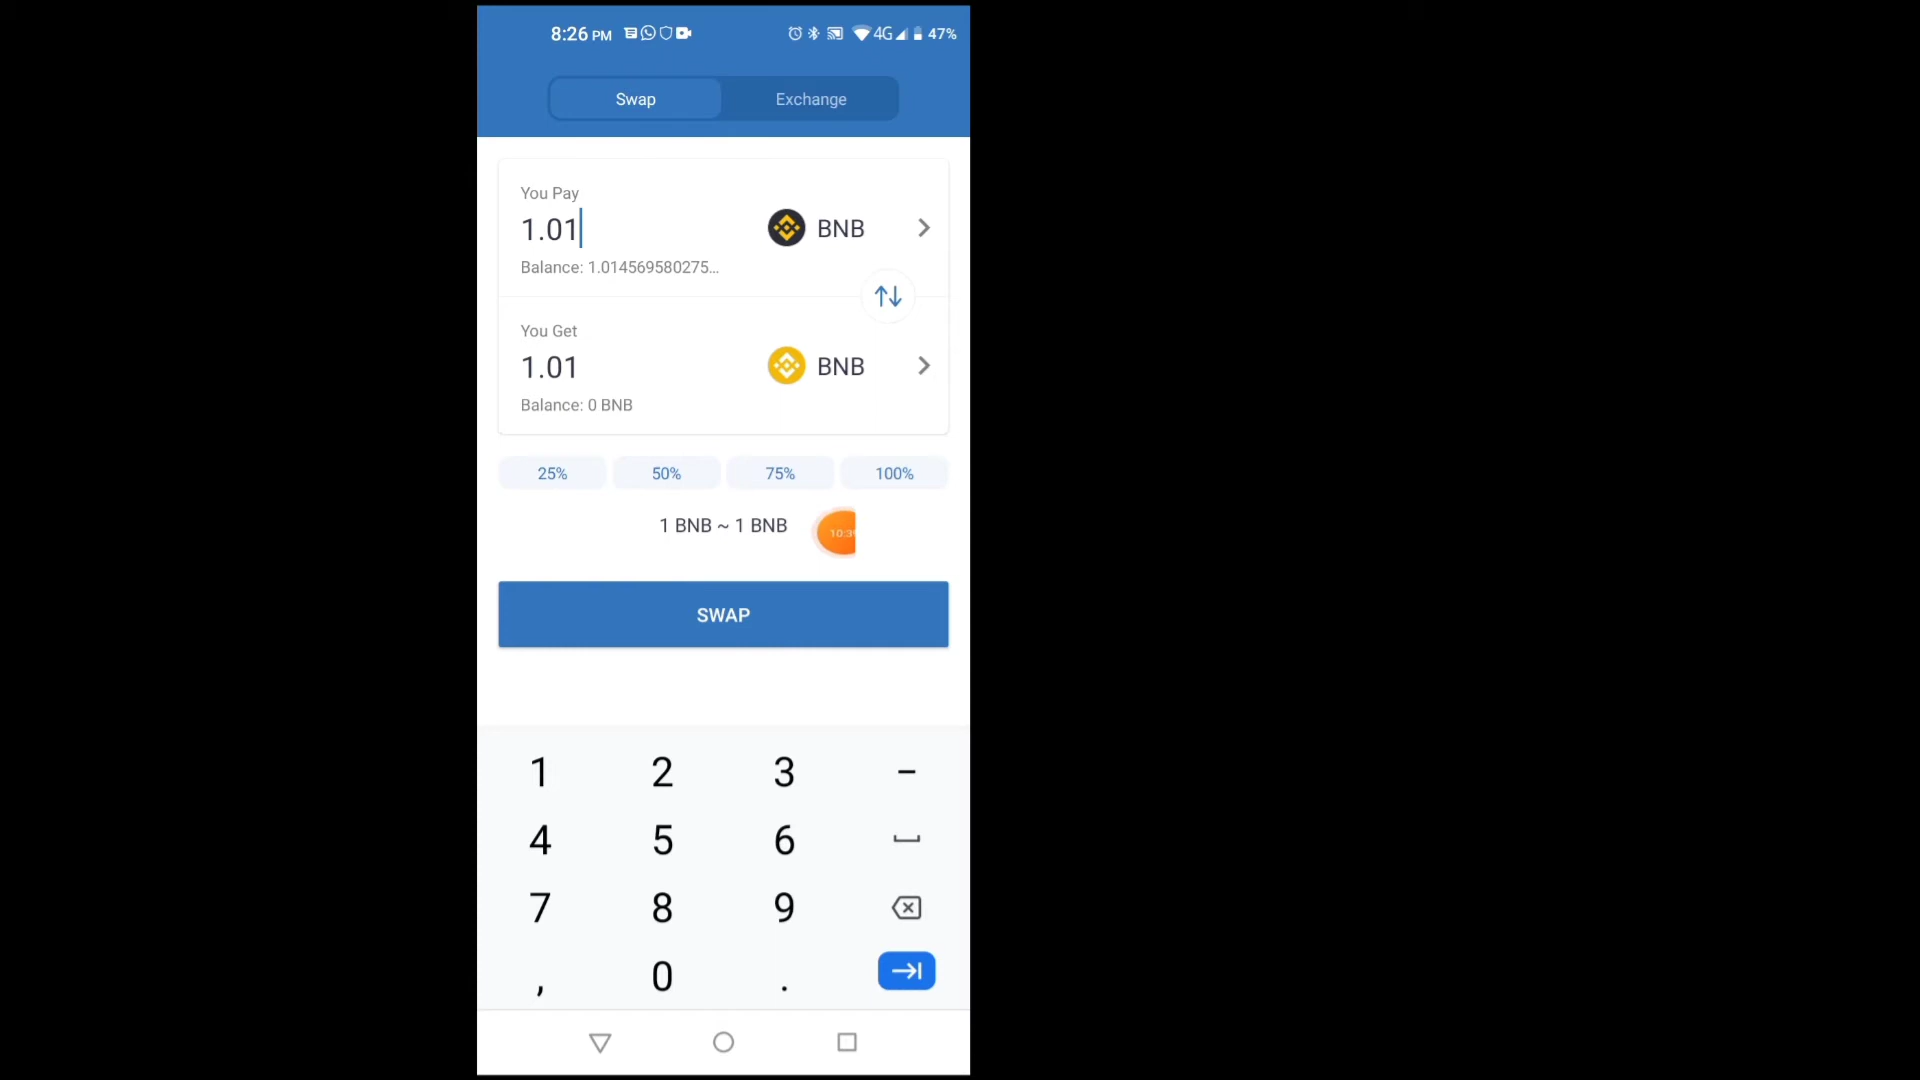 8:26 PM 4G 47%
Swap Exchange
You Pay
1.01 BNB
Balance: 1.014569580275...
You Get
1.01 BNB
Balance: 0 BNB
25% 50% 75% 100%
1 BNB ~ 1 BNB
SWAP
1 2 3 -
4 5 6
7 8 9
, 0 .